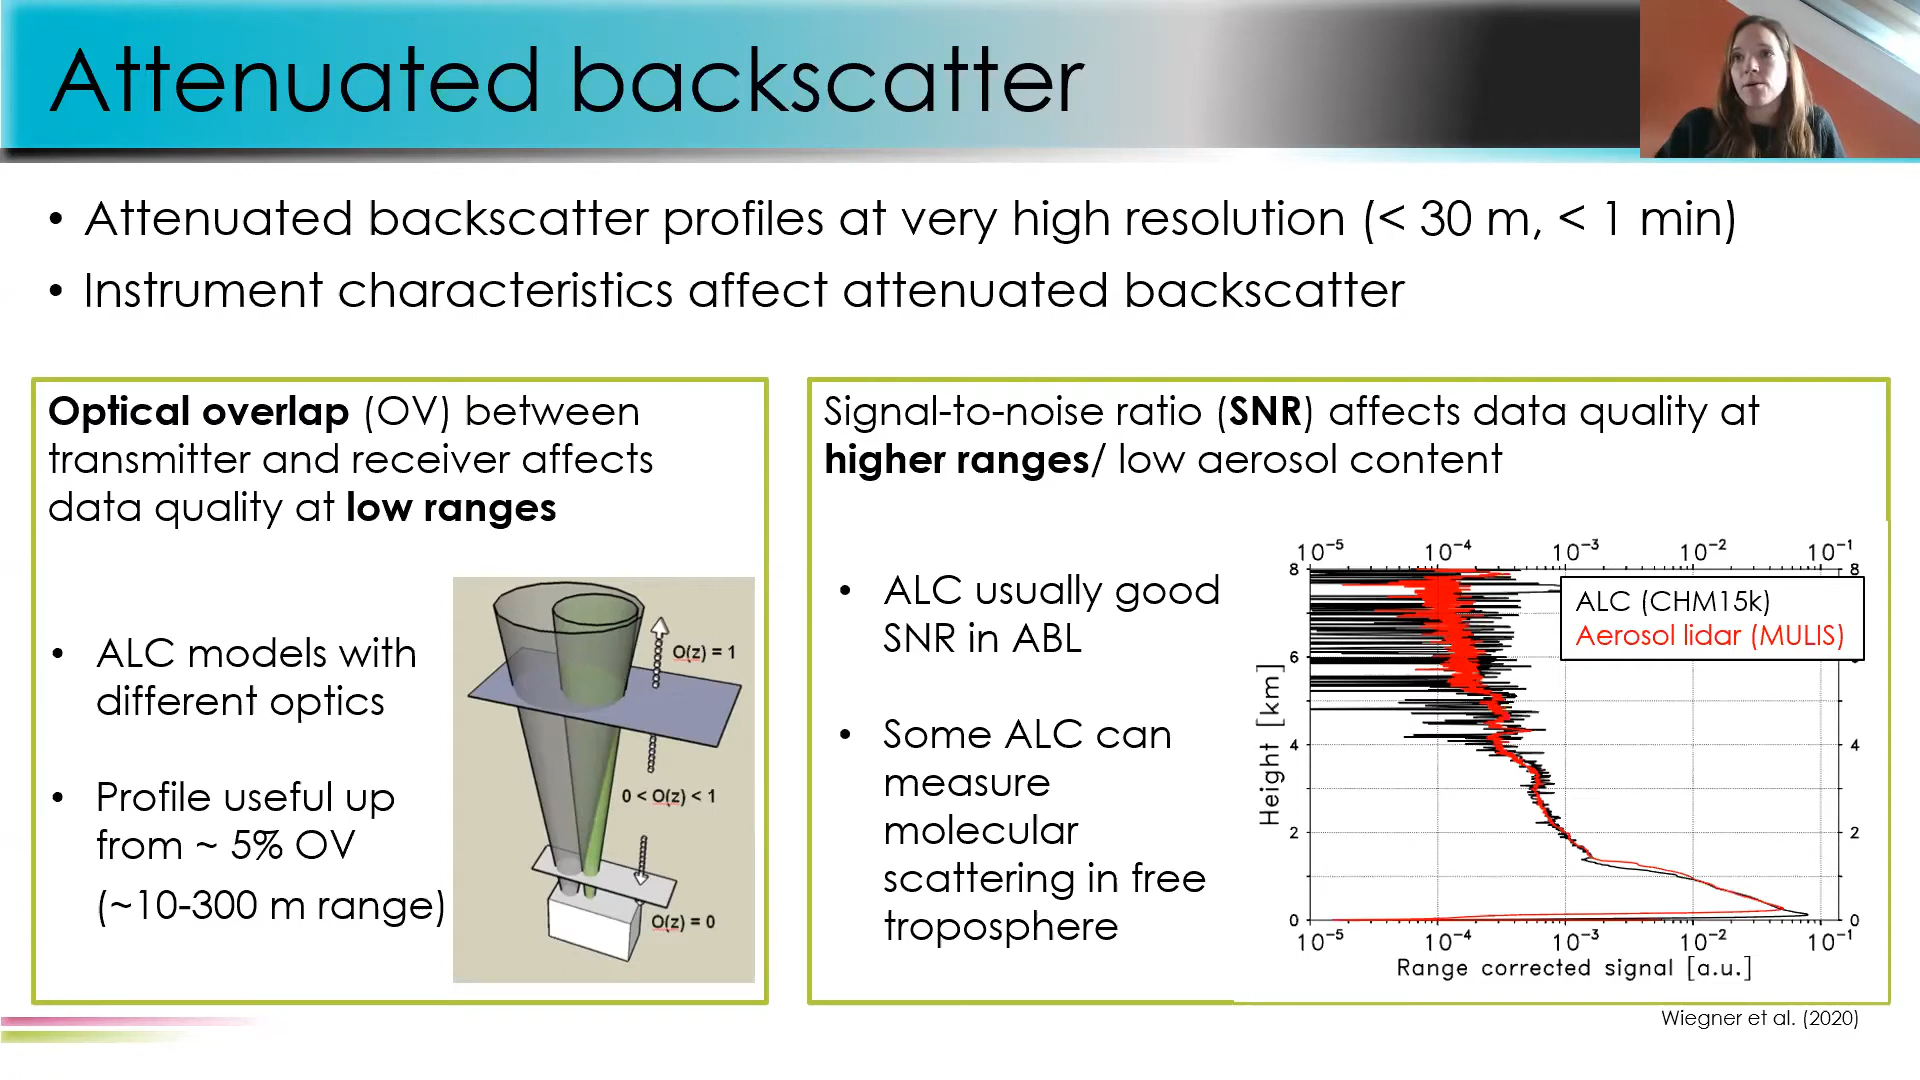 Attenuated backscatter
• Attenuated backscatter profiles at very high resolution (< 30 m, < 1 min)
• Instrument characteristics affect attenuated backscatter
Optical overlap (OV) between
transmitter and receiver affects
data quality at low ranges
• ALC models with
different optics
• Profile useful up
from ~ 5% OV
(~10-300 m range)
O(z) = 1
0 < O(z) < 1
O(z) = 0
Signal-to-noise ratio (SNR) affects data quality at
higher ranges/ low aerosol content
• ALC usually good
SNR in ABL
• Some ALC can
measure
molecular
scattering in free
troposphere
10⁻⁵ 10⁻⁴ 10⁻³ 10⁻² 10⁻¹
8 8
ALC (CHM15k)
Aerosol lidar (MULIS)
6
4 4
2 2
0 0
Height [km]
10⁻⁵ 10⁻⁴ 10⁻³ 10⁻² 10⁻¹
Range corrected signal [a.u.]
Wiegner et al. (2020)